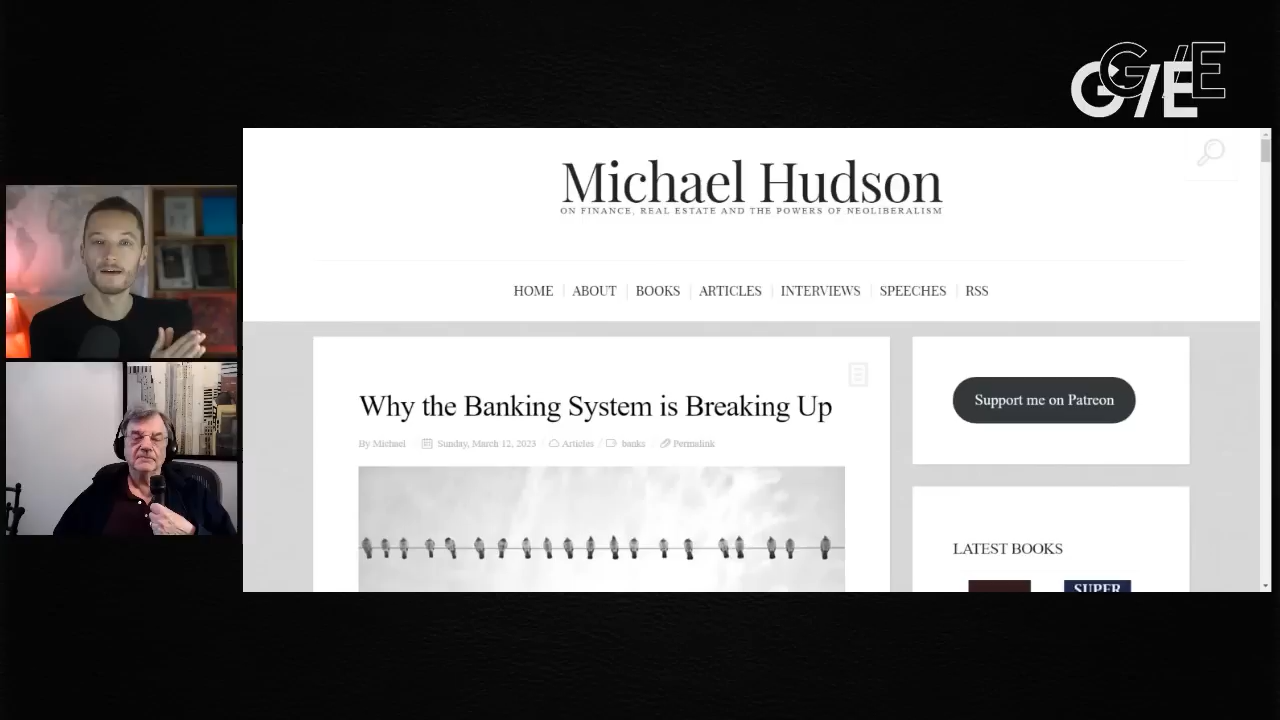 G/E
Michael Hudson
ON FINANCE, REAL ESTATE AND THE POWERS OF NEOLIBERALISM
HOME ABOUT BOOKS ARTICLES INTERVIEWS SPEECHES RSS
Why the Banking System is Breaking Up
By Michael Sunday, March 12, 2023 Articles / banks Permalink
Support me on Patreon
LATEST BOOKS
SUPER